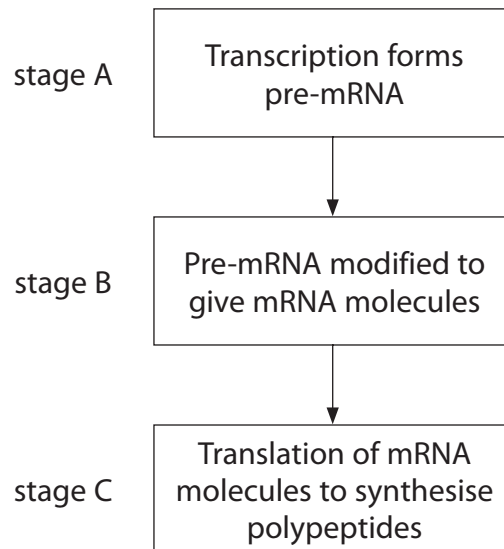 stage A
Transcription forms
pre-mRNA
stage B
Pre-mRNA modified to
give mRNA molecules
stage C
Translation of mRNA
molecules to synthesise
polypeptides